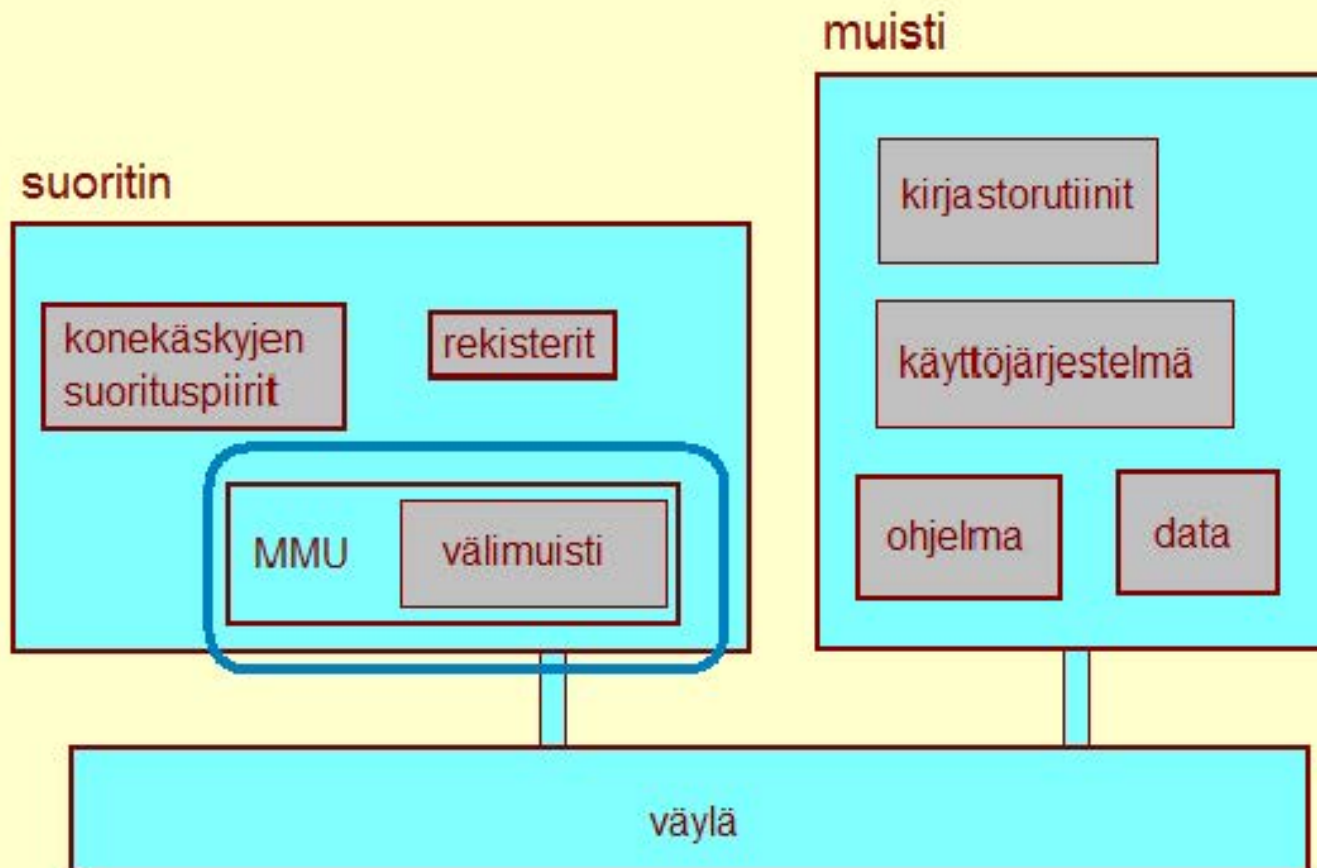 muisti
suoritin
kirjastorutiinit
konekäskyjen
suorituspiirit
rekisterit
käyttöjärjestelmä
MMU
välimuisti
ohjelma
data
väylä